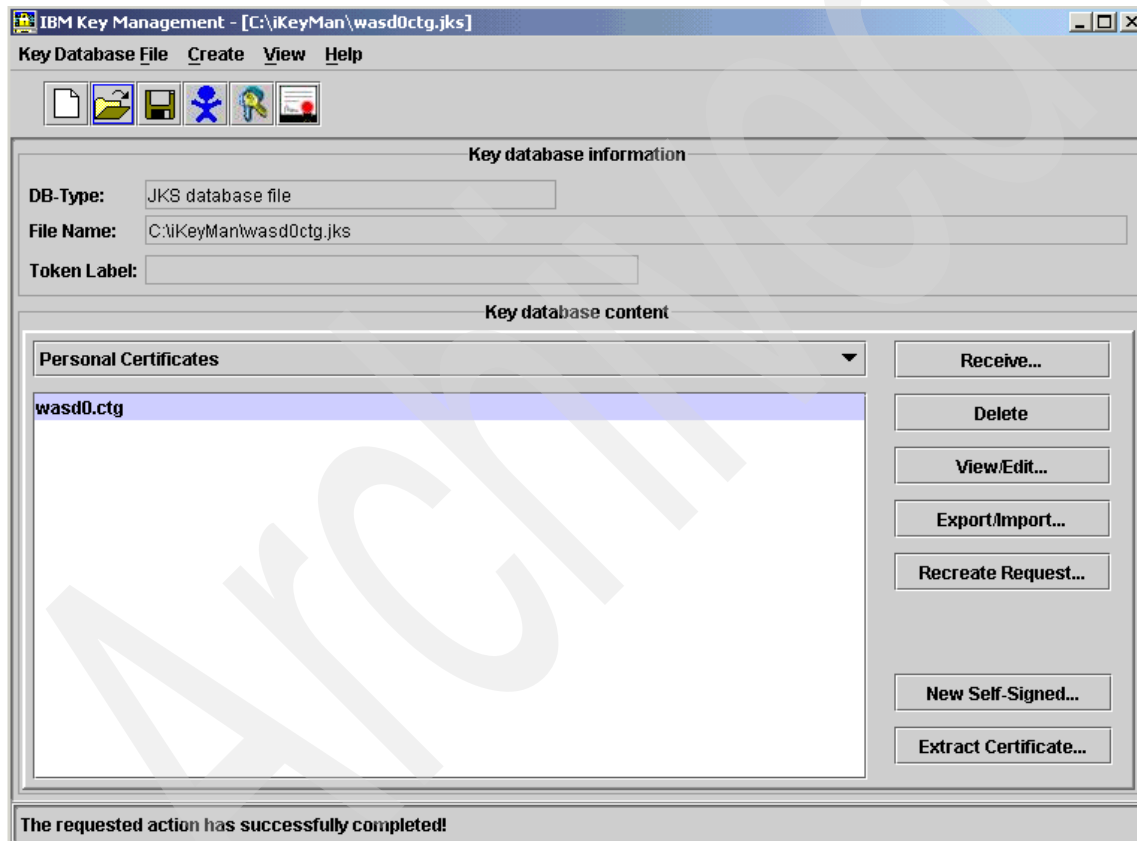 IBM Key Management - [C:\iKeyMan\wasd0ctg.jks]
Key Database File Create View Help
Key database information
DB-Type: JKS database file
File Name: C:\iKeyMan\wasd0ctg.jks
Token Label:
Key database content
Personal Certificates
Receive...
wasd0.ctg
Delete
View/Edit...
Export/Import...
Recreate Request...
New Self-Signed...
Extract Certificate...
The requested action has successfully completed!
Archived